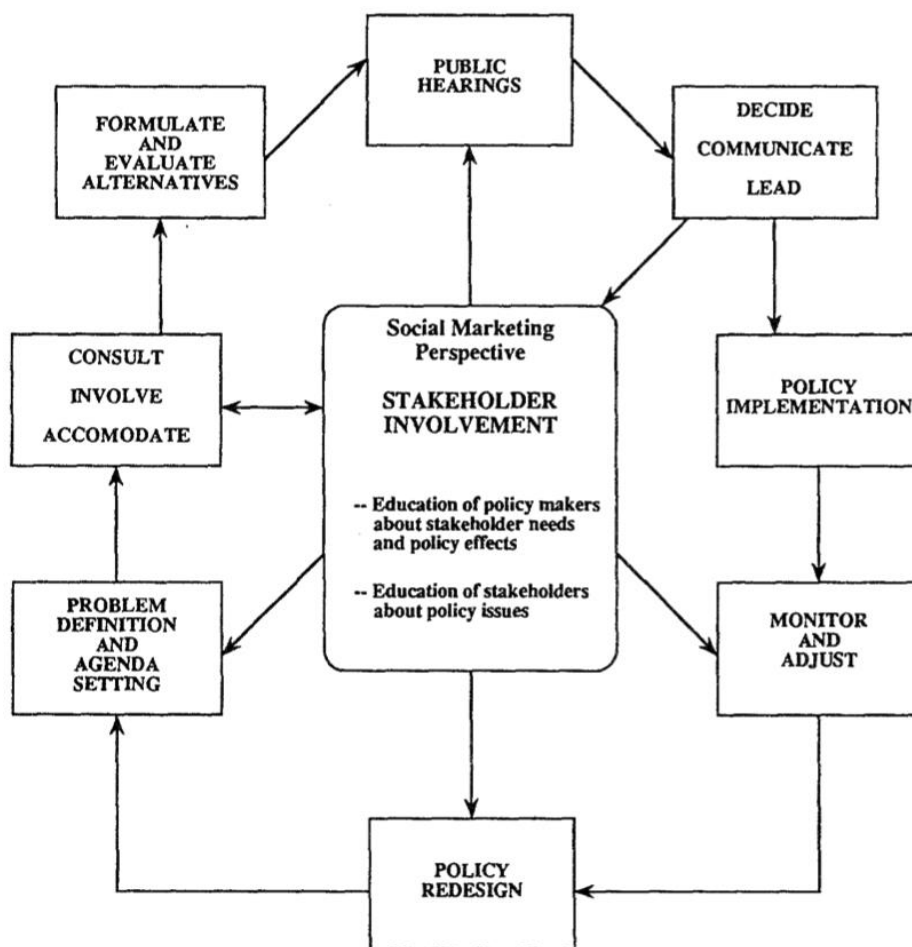 PUBLIC
HEARINGS
FORMULATE
AND
EVALUATE
ALTERNATIVES
DECIDE
COMMUNICATE
LEAD
CONSULT
INVOLVE
ACCOMODATE
Social Marketing
Perspective
STAKEHOLDER
INVOLVEMENT
-- Education of policy makers
about stakeholder needs
and policy effects
-- Education of stakeholders
about policy issues
POLICY
IMPLEMENTATION
PROBLEM
DEFINITION
AND
AGENDA
SETTING
MONITOR
AND
ADJUST
POLICY
REDESIGN